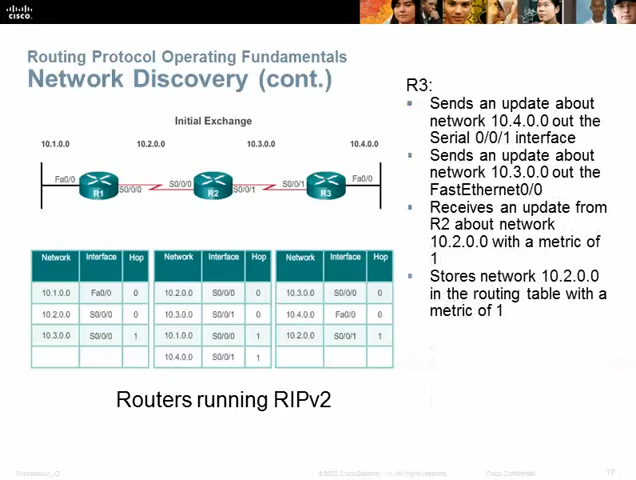 CISCO.
Routing Protocol Operating Fundamentals
Network Discovery (cont.)
Initial Exchange
10.1.0.0 10.2.0.0 10.3.0.0 10.4.0.0
Fa0/0 R1 S0/0/0 S0/0/0 R2 S0/0/1 S0/0/1 R3 Fa0/0
Network Interface Hop Network Interface Hop Network Interface Hop
10.1.0.0 Fa0/0 0 10.2.0.0 S0/0/0 0 10.3.0.0 S0/0/0 0
10.2.0.0 S0/0/0 0 10.3.0.0 S0/0/1 0 10.4.0.0 Fa0/0 0
10.3.0.0 S0/0/0 1 10.1.0.0 S0/0/0 1 10.2.0.0 S0/0/1 1
10.4.0.0 S0/0/1 1
Routers running RIPv2
R3:
Sends an update about
network 10.4.0.0 out the
Serial 0/0/1 interface
Sends an update about
network 10.3.0.0 out the
FastEthernet0/0
Receives an update from
R2 about network
10.2.0.0 with a metric of
1
Stores network 10.2.0.0
in the routing table with a
metric of 1
Presentation_ID
Cisco Confidential